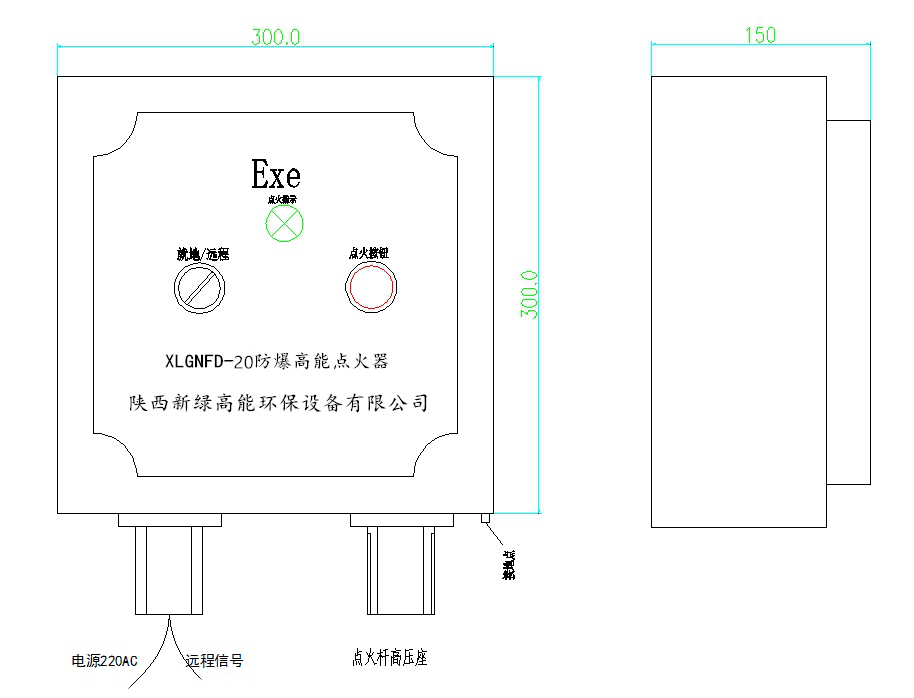 300.0
150
Exe
点火指示
就地/远程
点火按钮
300.0
XLGNFD-20防爆高能点火器
陕西新绿高能环保设备有限公司
接地点
电源220AC
远程信号
点火杆高压座